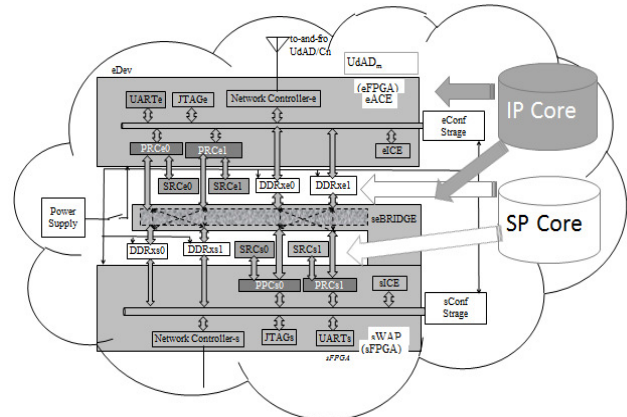 to-and-fro
UdAD/Cn
UdADm
eDev
(eFPGA)
eACE
UARTe
JTAGe
Network Controller-e
IP Core
eConf
Strage
PRCe0
PRCe1
eICE
SRCe0
SRCe1
DDRxe0
DDRxe1
Power
Supply
seBRIDGE
SP Core
DDRxs0
DDRxs1
SRCs0
SRCs1
PPCs0
PRCs1
sICE
sConf
Strage
Network Controller-s
JTAGs
UARTs
sWAP
(sFPGA)
sFPGA